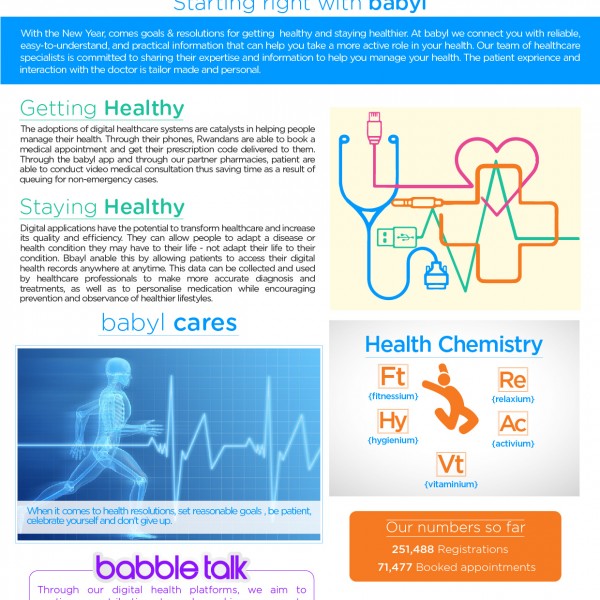 Starting right with babyl
With the New Year, comes goals & resolutions for getting healthy and staying healthier. At babyl we connect you with reliable,
easy-to-understand, and practical information that can help you take a more active role in your health. Our team of healthcare
specialists is committed to sharing their expertise and information to help you manage your health. The patient exprience and
interaction with the doctor is tailor made and personal.
Getting Healthy
The adoptions of digital healthcare systems are catalysts in helping people
manage their health. Through their phones, Rwandans are able to book a
medical appointment and get their prescription code delivered to them.
Through the babyl app and through our partner pharmacies, patient are
able to conduct video medical consultation thus saving time as a result of
queuing for non-emergency cases.
Staying Healthy
Digital applications have the potential to transform healthcare and increase
its quality and efficiency. They can allow people to adapt a disease or
health condition they may have to their life - not adapt their life to their
condition. Bbayl anable this by allowing patients to access their digital
health records anywhere at anytime. This data can be collected and used
by healthcare professionals to make more accurate diagnosis and
treatments, as well as to personalise medication while encouraging
prevention and observance of healthier lifestyles.
babyl cares
When it comes to health resolutions, set reasonable goals , be patient,
celebrate yourself and don't give up.
Health Chemistry
Ft
{fitnessium}
Re
{relaxium}
Hy
{hygienium}
Ac
{activium}
Vt
{vitaminium}
Our numbers so far
251,488 Registrations
71,477 Booked appointments
babble talk
Through our digital health platforms, we aim to